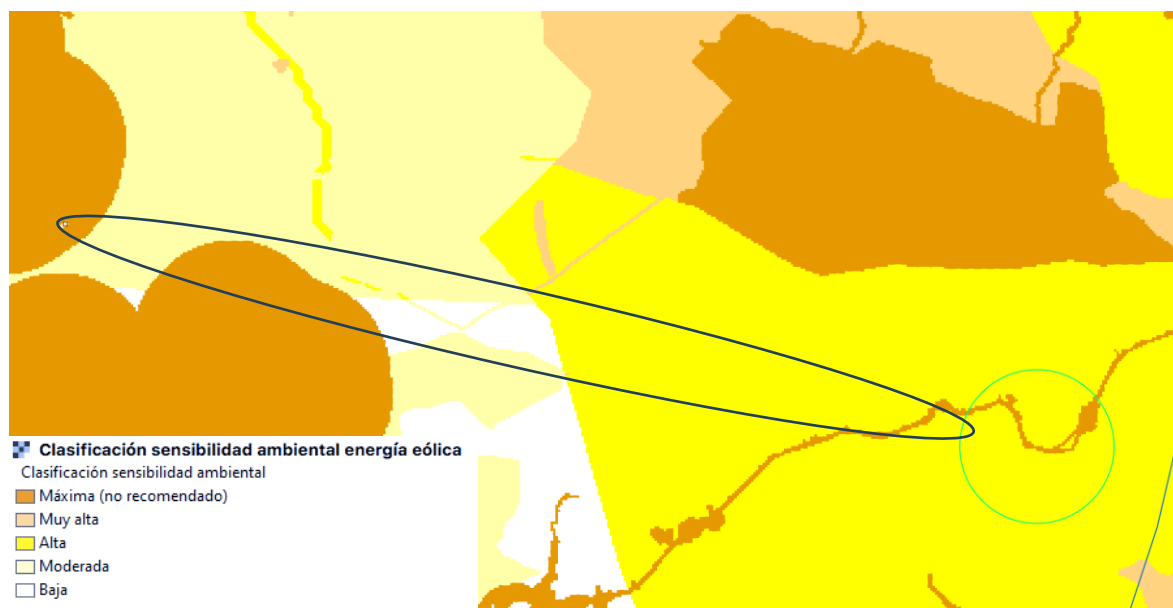 Clasificación sensibilidad ambiental energía eólica
Clasificación sensibilidad ambiental
Máxima (no recomendado)
Muy alta
Alta
Moderada
Baja